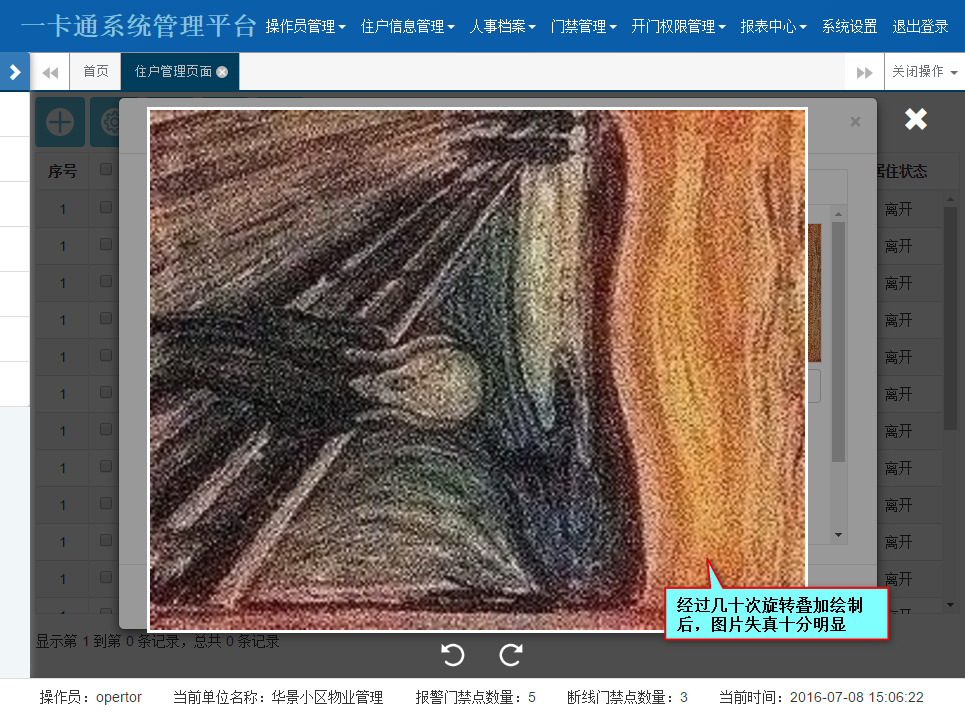 一卡通系统管理平台 操作员管理 住户信息管理 人事档案 门禁管理 开门权限管理 报表中心 系统设置 退出登录
首页 住户管理页面 关闭操作
序号 居住状态
1 离开
1 离开
1 离开
1 离开
1 离开
1 离开
1 离开
1 离开
1 离开
1 离开
1 离开
1 离开
经过几十次旋转叠加绘制
后，图片失真十分明显
显示第 1 到第 0 条记录，总共 0 条记录
操作员：opertor 当前单位名称：华景小区物业管理 报警门禁点数量：5 断线门禁点数量：3 当前时间：2016-07-08 15:06:22